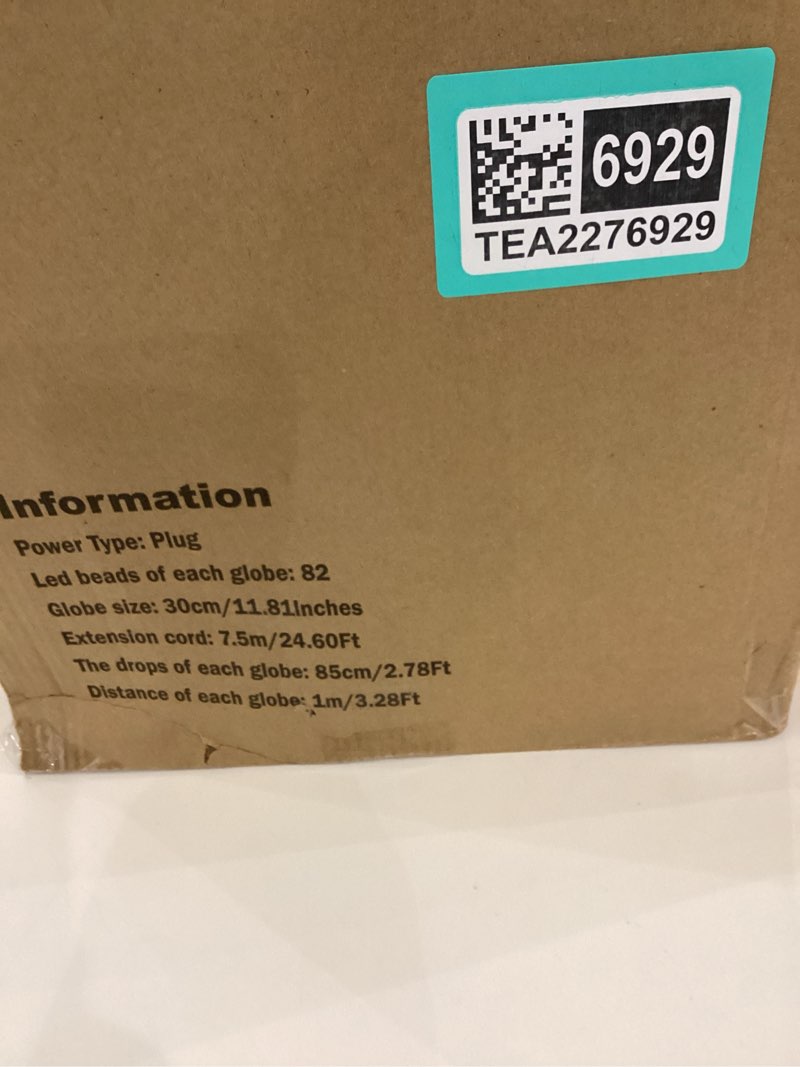 6929
TEA2276929
Information
Power Type: Plug
Led beads of each globe: 82
Globe size: 30cm/11.81Inches
Extension cord: 7.5m/24.60Ft
The drops of each globe: 85cm/2.78Ft
Distance of each globe: 1m/3.28Ft